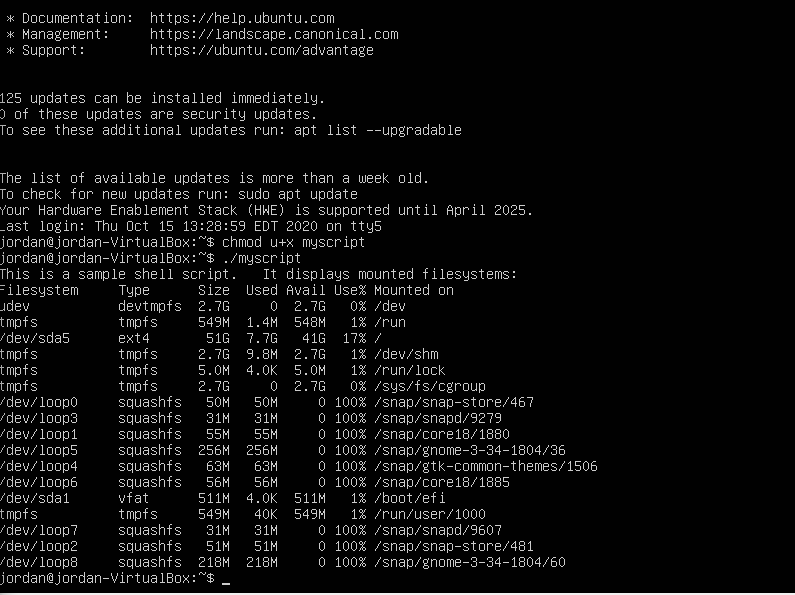 * Documentation:  https://help.ubuntu.com
 * Management:     https://landscape.canonical.com
 * Support:        https://ubuntu.com/advantage
125 updates can be installed immediately.
0 of these updates are security updates.
To see these additional updates run: apt list --upgradable
The list of available updates is more than a week old.
To check for new updates run: sudo apt update
Your Hardware Enablement Stack (HWE) is supported until April 2025.
Last login: Thu Oct 15 13:28:59 EDT 2020 on tty5
jordan@jordan-VirtualBox:~$ chmod u+x myscript
jordan@jordan-VirtualBox:~$ ./myscript
This is a sample shell script.   It displays mounted filesystems:
Filesystem     Type      Size  Used Avail Use% Mounted on
udev           devtmpfs  2.7G     0  2.7G   0% /dev
tmpfs          tmpfs     549M  1.4M  548M   1% /run
/dev/sda5      ext4       51G  7.7G   41G  17% /
tmpfs          tmpfs     2.7G  9.8M  2.7G   1% /dev/shm
tmpfs          tmpfs     5.0M  4.0K  5.0M   1% /run/lock
tmpfs          tmpfs     2.7G     0  2.7G   0% /sys/fs/cgroup
/dev/loop0     squashfs   50M   50M     0 100% /snap/snap-store/467
/dev/loop3     squashfs   31M   31M     0 100% /snap/snapd/9279
/dev/loop1     squashfs   55M   55M     0 100% /snap/core18/1880
/dev/loop5     squashfs  256M  256M     0 100% /snap/gnome-3-34-1804/36
/dev/loop4     squashfs   63M   63M     0 100% /snap/gtk-common-themes/1506
/dev/loop6     squashfs   56M   56M     0 100% /snap/core18/1885
/dev/sda1      vfat      511M  4.0K  511M   1% /boot/efi
tmpfs          tmpfs     549M   40K  549M   1% /run/user/1000
/dev/loop7     squashfs   31M   31M     0 100% /snap/snapd/9607
/dev/loop2     squashfs   51M   51M     0 100% /snap/snap-store/481
/dev/loop8     squashfs  218M  218M     0 100% /snap/gnome-3-34-1804/60
jordan@jordan-VirtualBox:~$ _